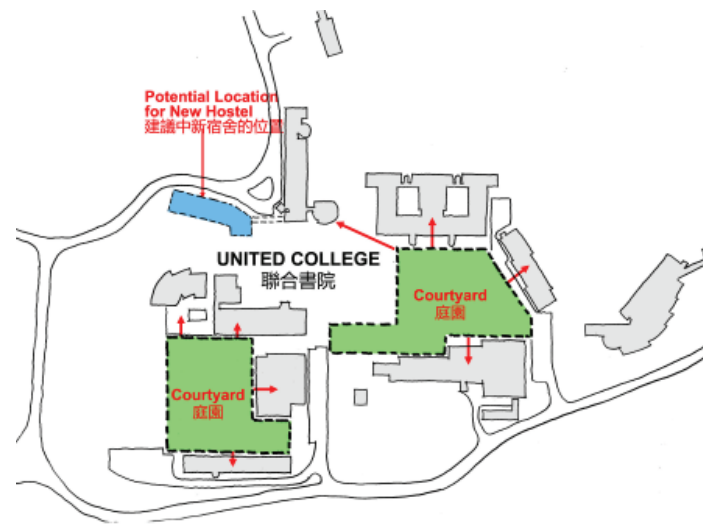 Potential Location
for New Hostel
建議中新宿舍的位置
UNITED COLLEGE
聯合書院
Courtyard
庭園
Courtyard
庭園